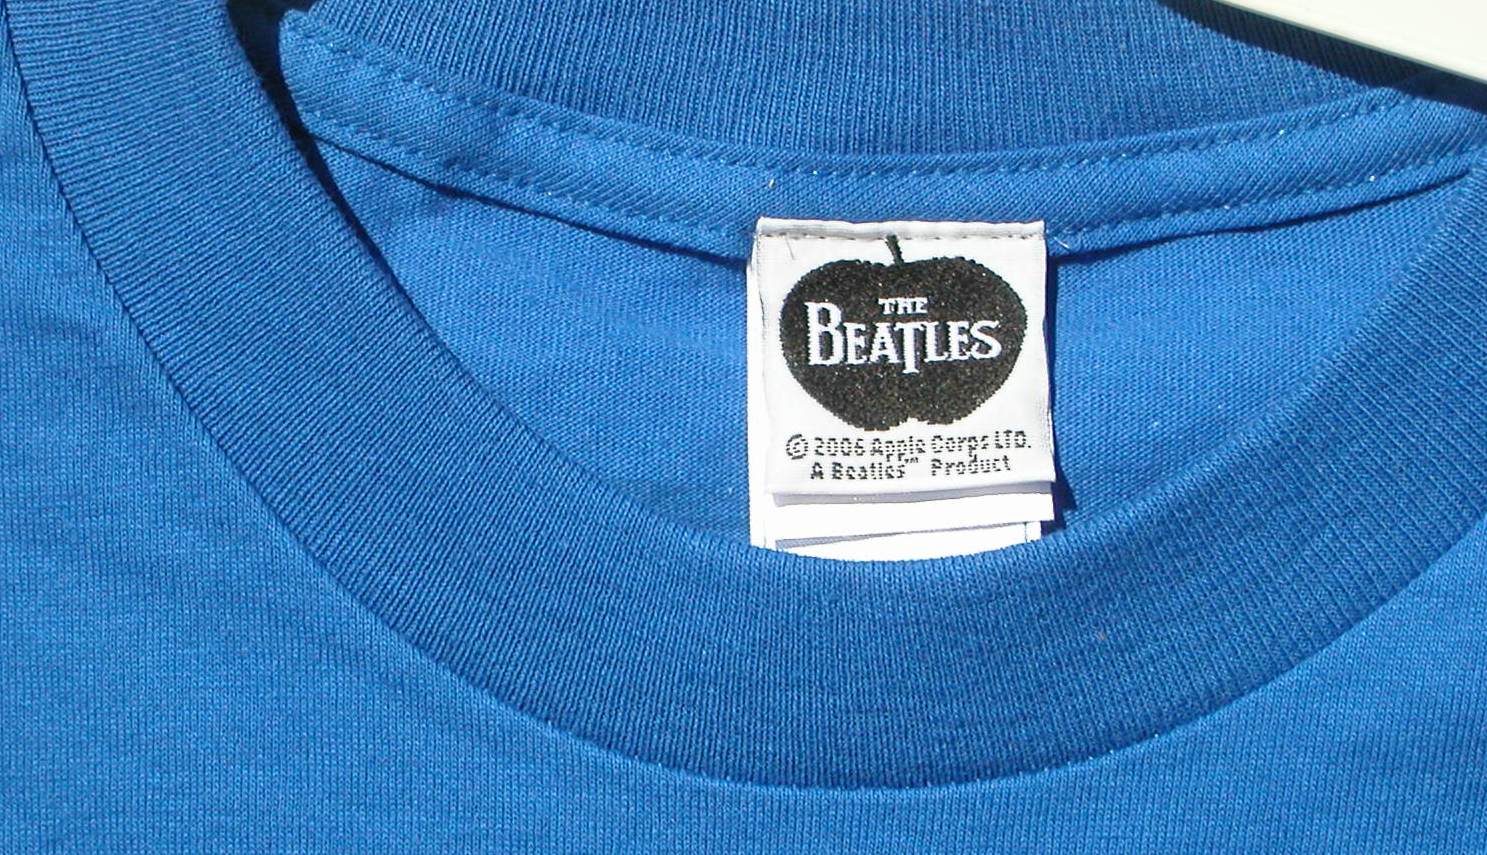 THE
BEATLES
© 2006 Apple Corps LTD.
A Beatles™ Product